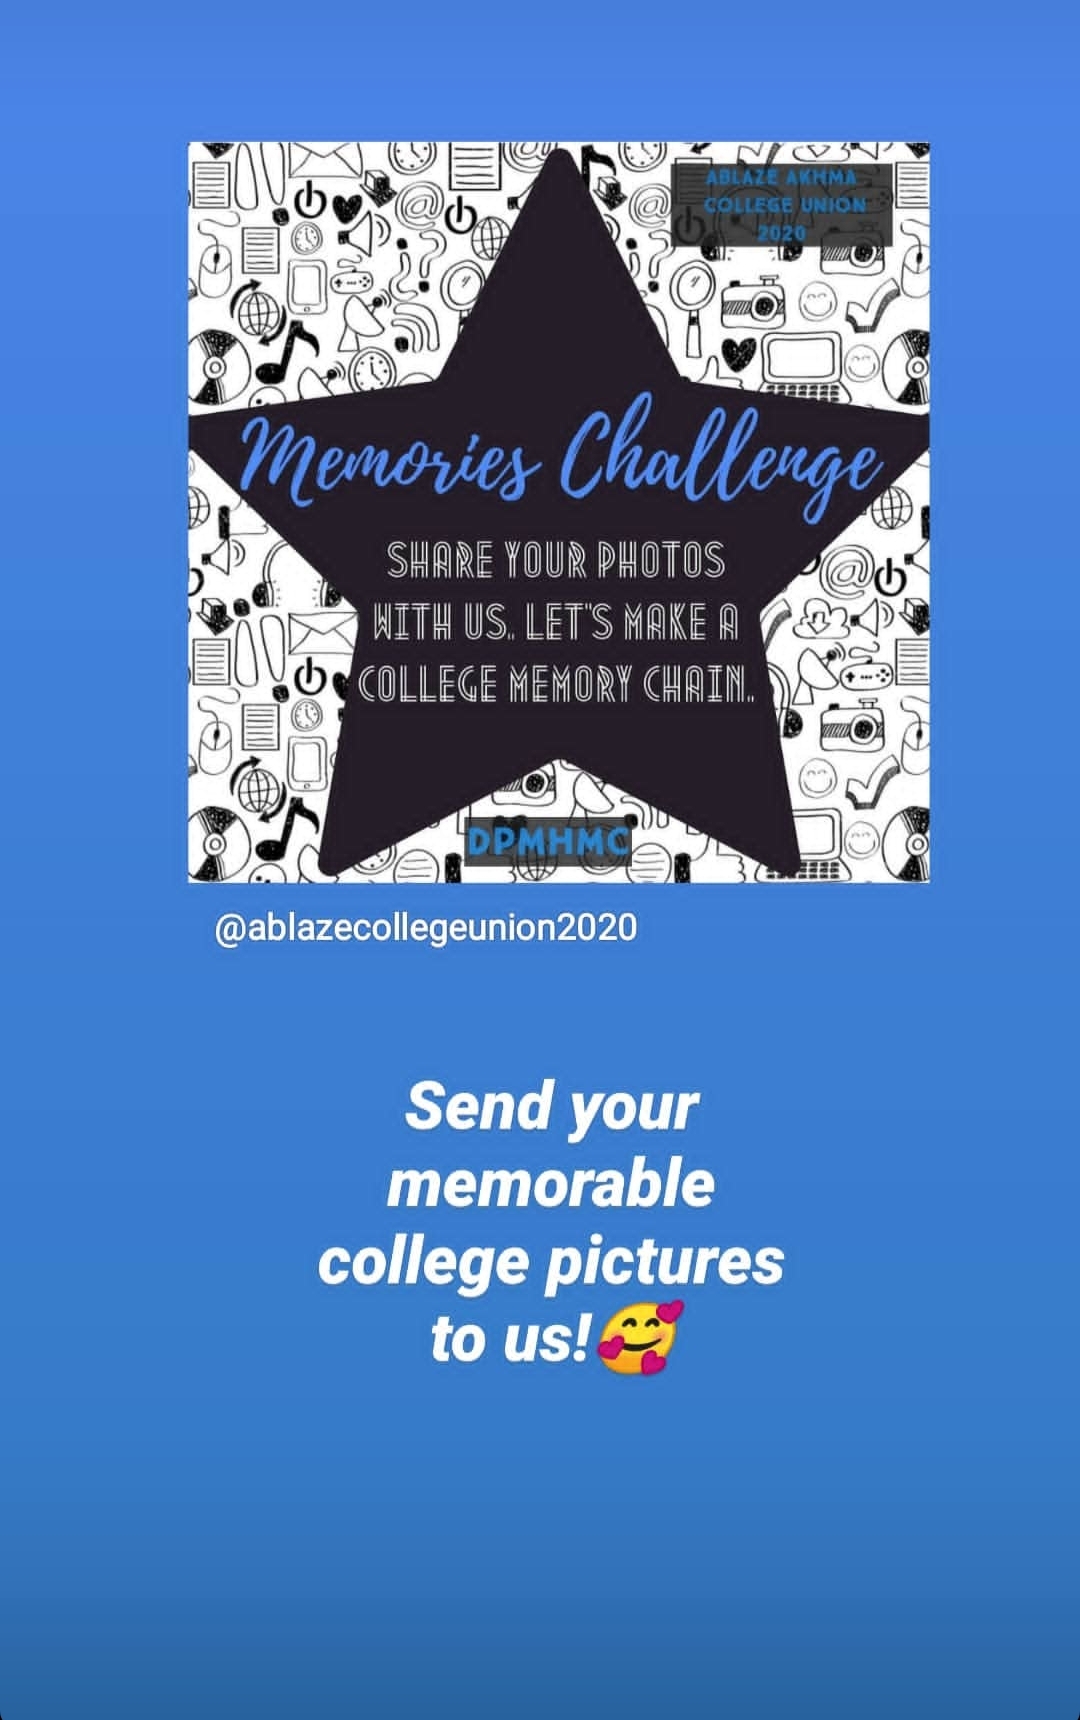 ABLAZE AKHMA
COLLEGE UNION
2020
Memories Challenge
SHARE YOUR PHOTOS
WITH US.. LET'S MAKE A
COLLEGE MEMORY CHAIN..
DPMHMC
@ablazecollegeunion2020
Send your
memorable
college pictures
to us!🥰